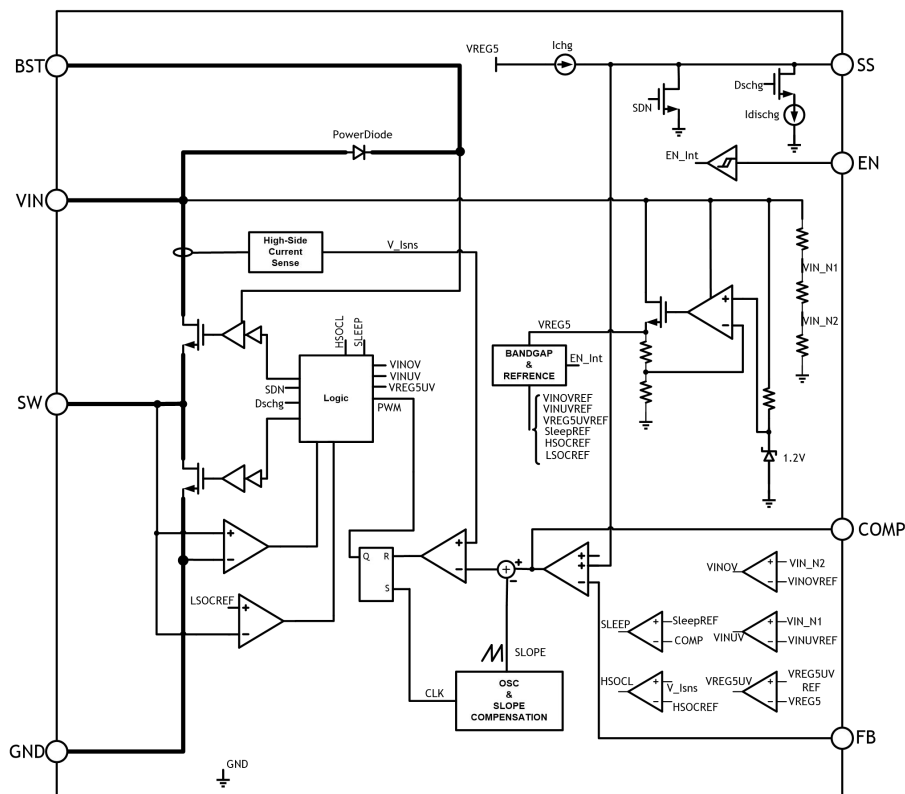 BST
VREG5
Ichg
SS
SDN
Dschg
Idischg
PowerDiode
EN_Int
EN
VIN
High-Side
Current
Sense
V_Isns
VIN_N1
VIN_N2
VREG5
BANDGAP
&
REFRENCE
EN_Int
VINOVREF
VINUVREF
VREG5UVREF
SleepREF
HSOCREF
LSOCREF
HSOCL
SLEEP
VINOV
VINUV
VREG5UV
PWM
Logic
SDN
Dschg
SW
1.2V
+
-
+
-
LSOCREF
+
-
Q
R
S
+
-
+
+
-
+
+
-
COMP
VINOV
+
-
VIN_N2
VINOVREF
SLEEP
+
-
SleepREF
COMP
VINUV
+
-
VIN_N1
VINUVREF
HSOCL
+
-
V_Isns
HSOCREF
VREG5UV
+
-
VREG5UV
REF
VREG5
SLOPE
CLK
OSC
&
SLOPE
COMPENSATION
FB
GND
GND